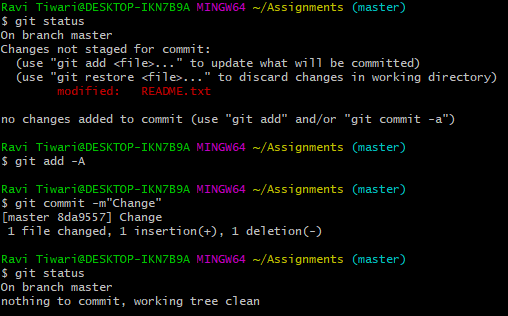 Ravi Tiwari@DESKTOP-IKN7B9A MINGW64 ~/Assignments (master)
$ git status
On branch master
Changes not staged for commit:
  (use "git add <file>..." to update what will be committed)
  (use "git restore <file>..." to discard changes in working directory)
        modified:   README.txt

no changes added to commit (use "git add" and/or "git commit -a")

Ravi Tiwari@DESKTOP-IKN7B9A MINGW64 ~/Assignments (master)
$ git add -A

Ravi Tiwari@DESKTOP-IKN7B9A MINGW64 ~/Assignments (master)
$ git commit -m"Change"
[master 8da9557] Change
 1 file changed, 1 insertion(+), 1 deletion(-)

Ravi Tiwari@DESKTOP-IKN7B9A MINGW64 ~/Assignments (master)
$ git status
On branch master
nothing to commit, working tree clean